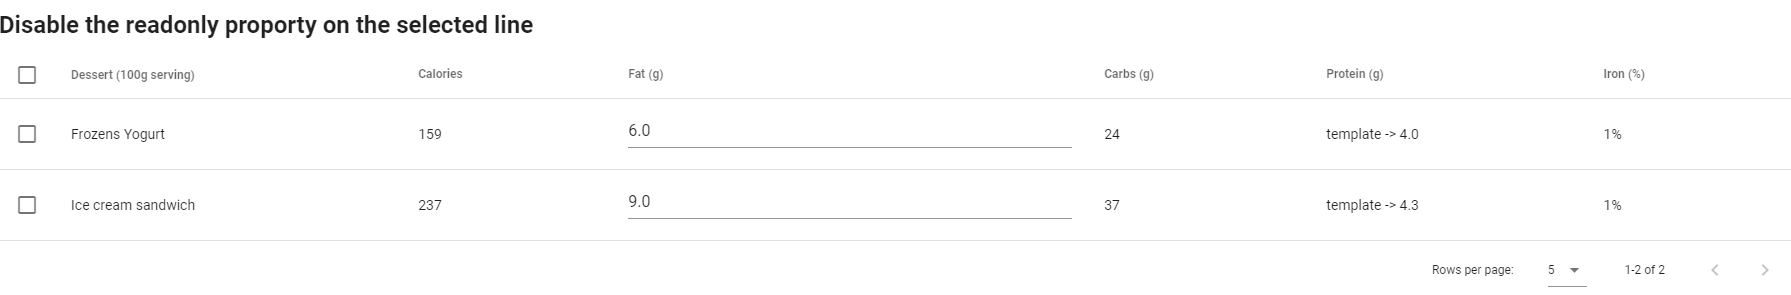 Disable the readonly proporty on the selected line
Dessert (100g serving) Calories Fat (g) Carbs (g) Protein (g) Iron (%)
Frozens Yogurt 159 6.0 24 template -> 4.0 1%
Ice cream sandwich 237 9.0 37 template -> 4.3 1%
Rows per page: 5 1-2 of 2